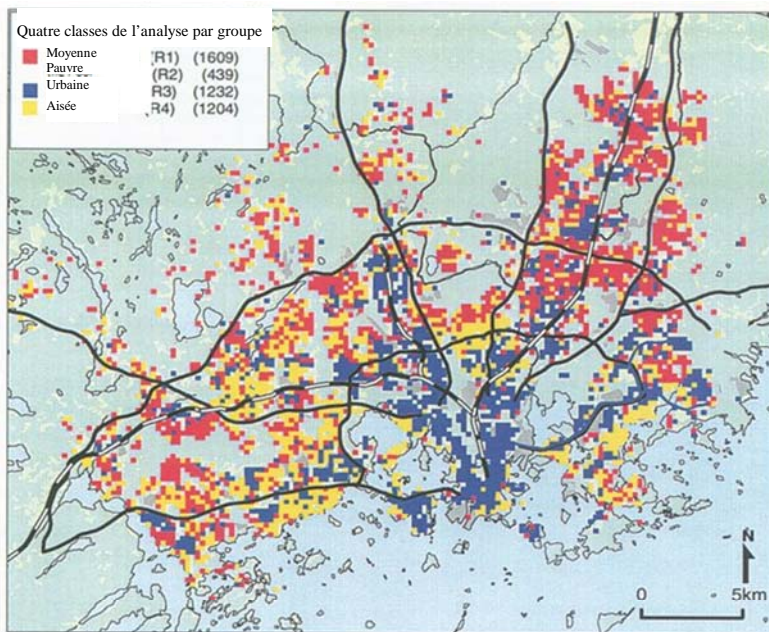 Quatre classes de l’analyse par groupe
Moyenne (R1) (1609)
Pauvre (R2) (439)
Urbaine R3) (1232)
Aisée R4) (1204)
N
0 5km